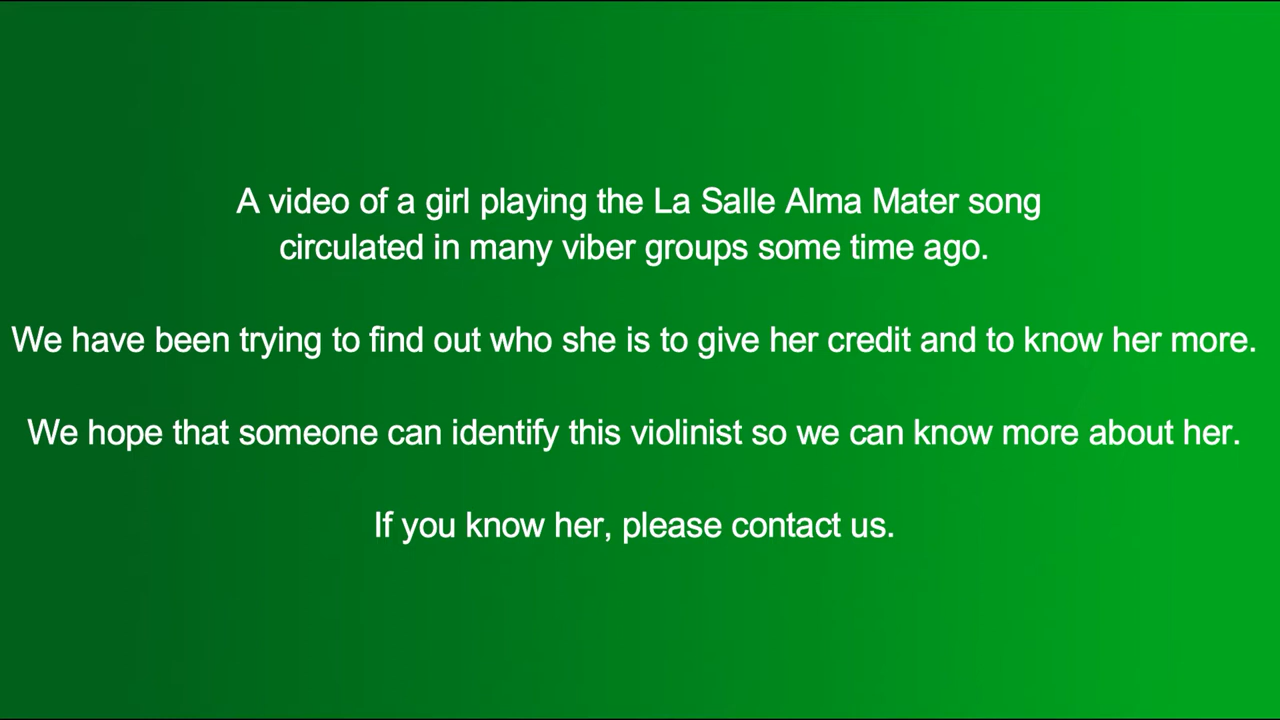 A video of a girl playing the La Salle Alma Mater song
circulated in many viber groups some time ago.
We have been trying to find out who she is to give her credit and to know her more.
We hope that someone can identify this violinist so we can know more about her.
If you know her, please contact us.